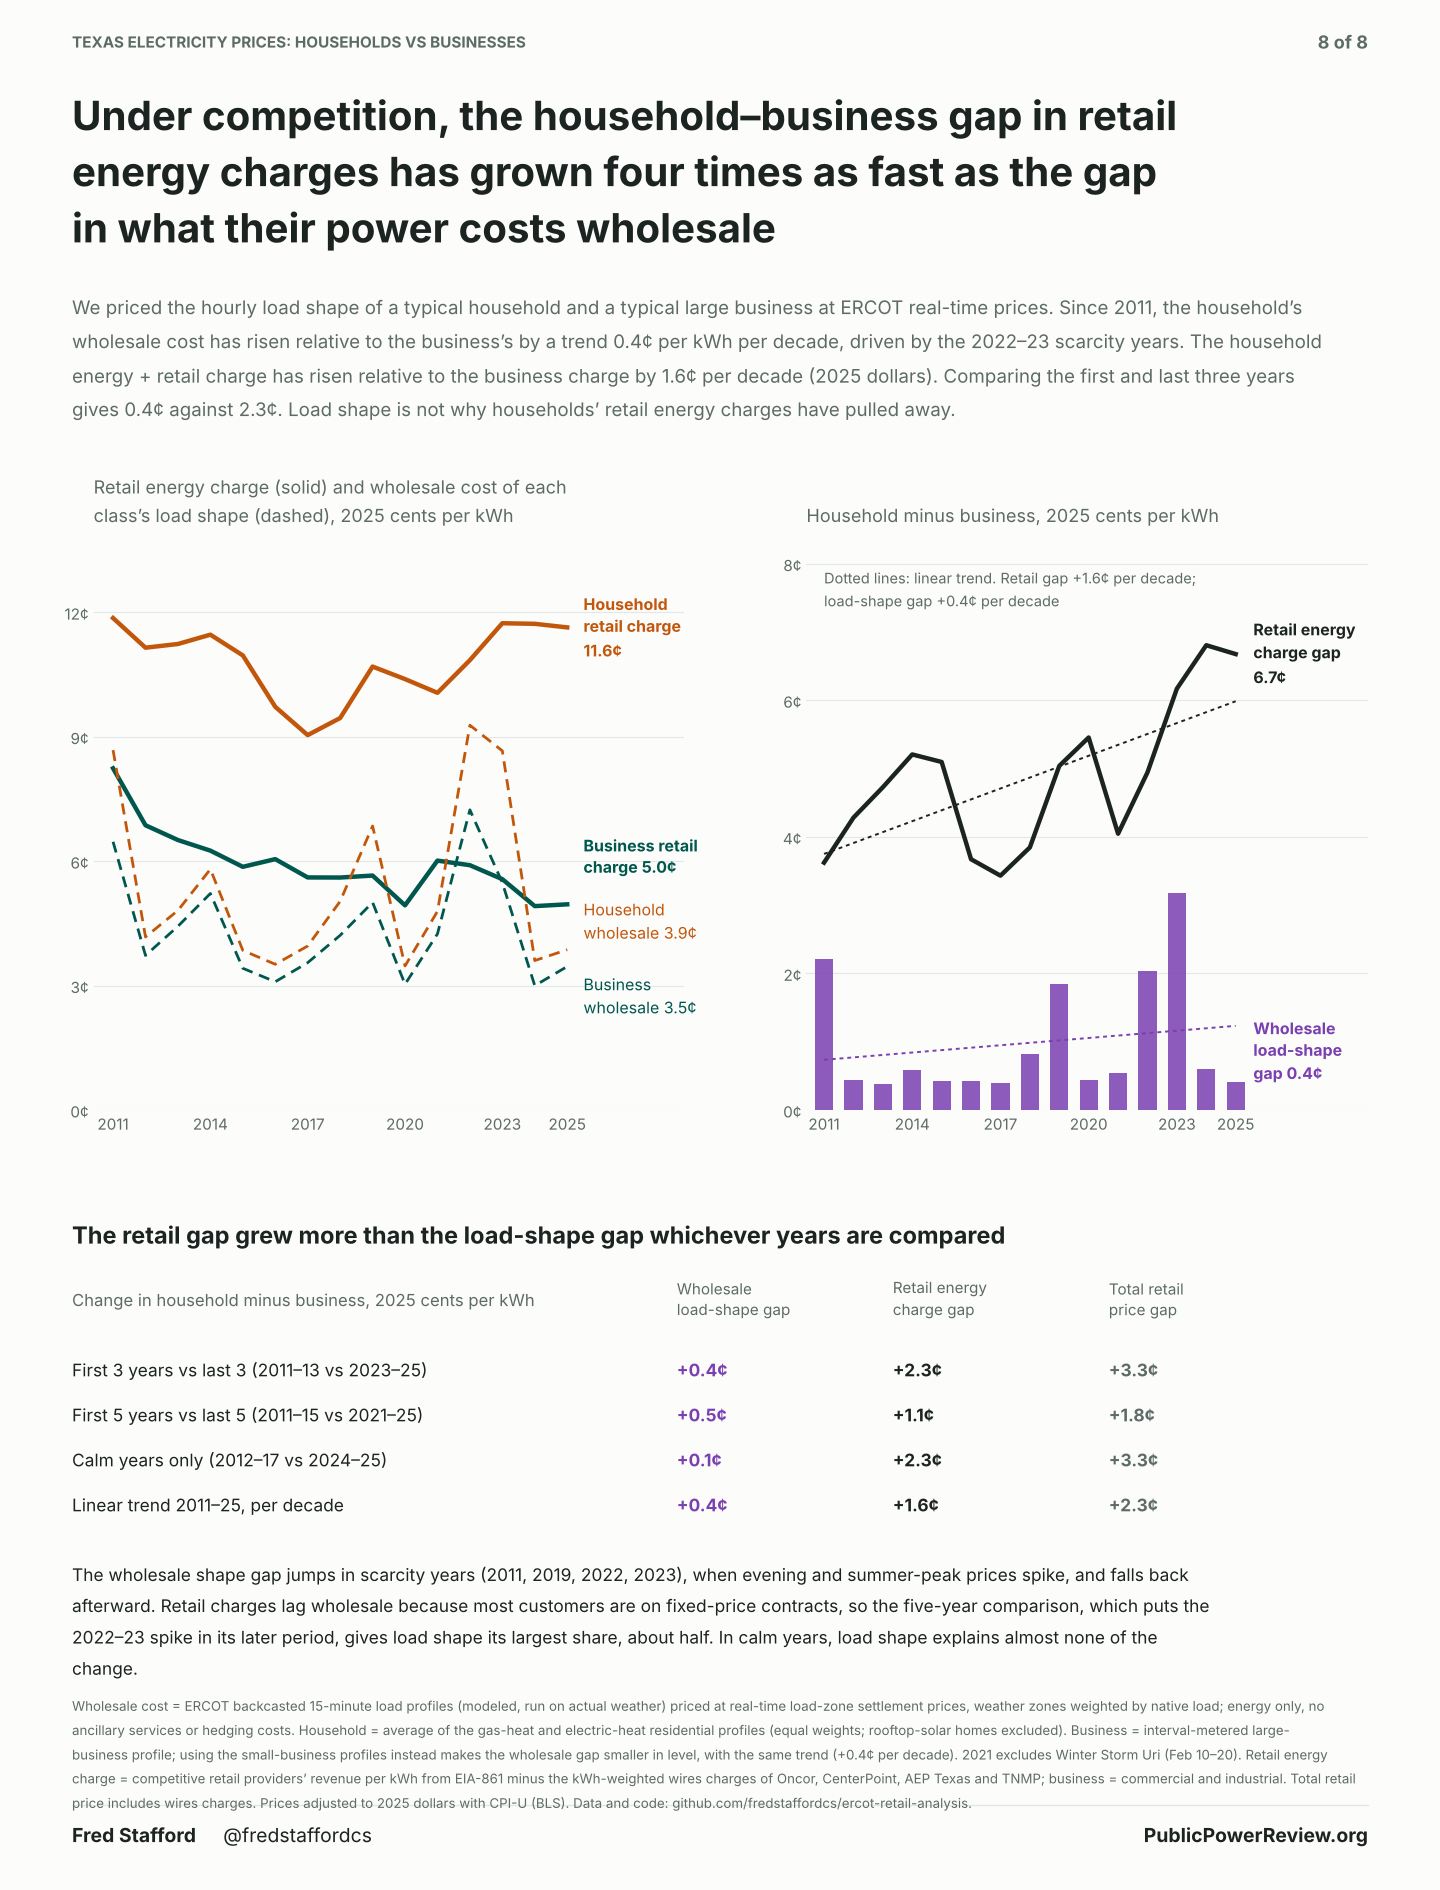 TEXAS ELECTRICITY PRICES: HOUSEHOLDS VS BUSINESSES
8 of 8
Under competition, the household–business gap in retail
energy charges has grown four times as fast as the gap
in what their power costs wholesale
We priced the hourly load shape of a typical household and a typical large business at ERCOT real-time prices. Since 2011, the household’s
wholesale cost has risen relative to the business’s by a trend 0.4¢ per kWh per decade, driven by the 2022–23 scarcity years. The household
energy + retail charge has risen relative to the business charge by 1.6¢ per decade (2025 dollars). Comparing the first and last three years
gives 0.4¢ against 2.3¢. Load shape is not why households’ retail energy charges have pulled away.
Retail energy charge (solid) and wholesale cost of each
class’s load shape (dashed), 2025 cents per kWh
12¢
9¢
6¢
3¢
0¢
2011
2014
2017
2020
2023
2025
Household
retail charge
11.6¢
Business retail
charge 5.0¢
Household
wholesale 3.9¢
Business
wholesale 3.5¢
Household minus business, 2025 cents per kWh
8¢
6¢
4¢
2¢
0¢
Dotted lines: linear trend. Retail gap +1.6¢ per decade;
load-shape gap +0.4¢ per decade
Retail energy
charge gap
6.7¢
Wholesale
load-shape
gap 0.4¢
2011
2014
2017
2020
2023
2025
The retail gap grew more than the load-shape gap whichever years are compared
Change in household minus business, 2025 cents per kWh
Wholesale
load-shape gap
Retail energy
charge gap
Total retail
price gap
First 3 years vs last 3 (2011–13 vs 2023–25)
+0.4¢
+2.3¢
+3.3¢
First 5 years vs last 5 (2011–15 vs 2021–25)
+0.5¢
+1.1¢
+1.8¢
Calm years only (2012–17 vs 2024–25)
+0.1¢
+2.3¢
+3.3¢
Linear trend 2011–25, per decade
+0.4¢
+1.6¢
+2.3¢
The wholesale shape gap jumps in scarcity years (2011, 2019, 2022, 2023), when evening and summer-peak prices spike, and falls back
afterward. Retail charges lag wholesale because most customers are on fixed-price contracts, so the five-year comparison, which puts the
2022–23 spike in its later period, gives load shape its largest share, about half. In calm years, load shape explains almost none of the
change.
Wholesale cost = ERCOT backcasted 15-minute load profiles (modeled, run on actual weather) priced at real-time load-zone settlement prices, weather zones weighted by native load; energy only, no
ancillary services or hedging costs. Household = average of the gas-heat and electric-heat residential profiles (equal weights; rooftop-solar homes excluded). Business = interval-metered large-
business profile; using the small-business profiles instead makes the wholesale gap smaller in level, with the same trend (+0.4¢ per decade). 2021 excludes Winter Storm Uri (Feb 10–20). Retail energy
charge = competitive retail providers’ revenue per kWh from EIA-861 minus the kWh-weighted wires charges of Oncor, CenterPoint, AEP Texas and TNMP; business = commercial and industrial. Total retail
price includes wires charges. Prices adjusted to 2025 dollars with CPI-U (BLS). Data and code: github.com/fredstaffordcs/ercot-retail-analysis.
Fred Stafford @fredstaffordcs
PublicPowerReview.org